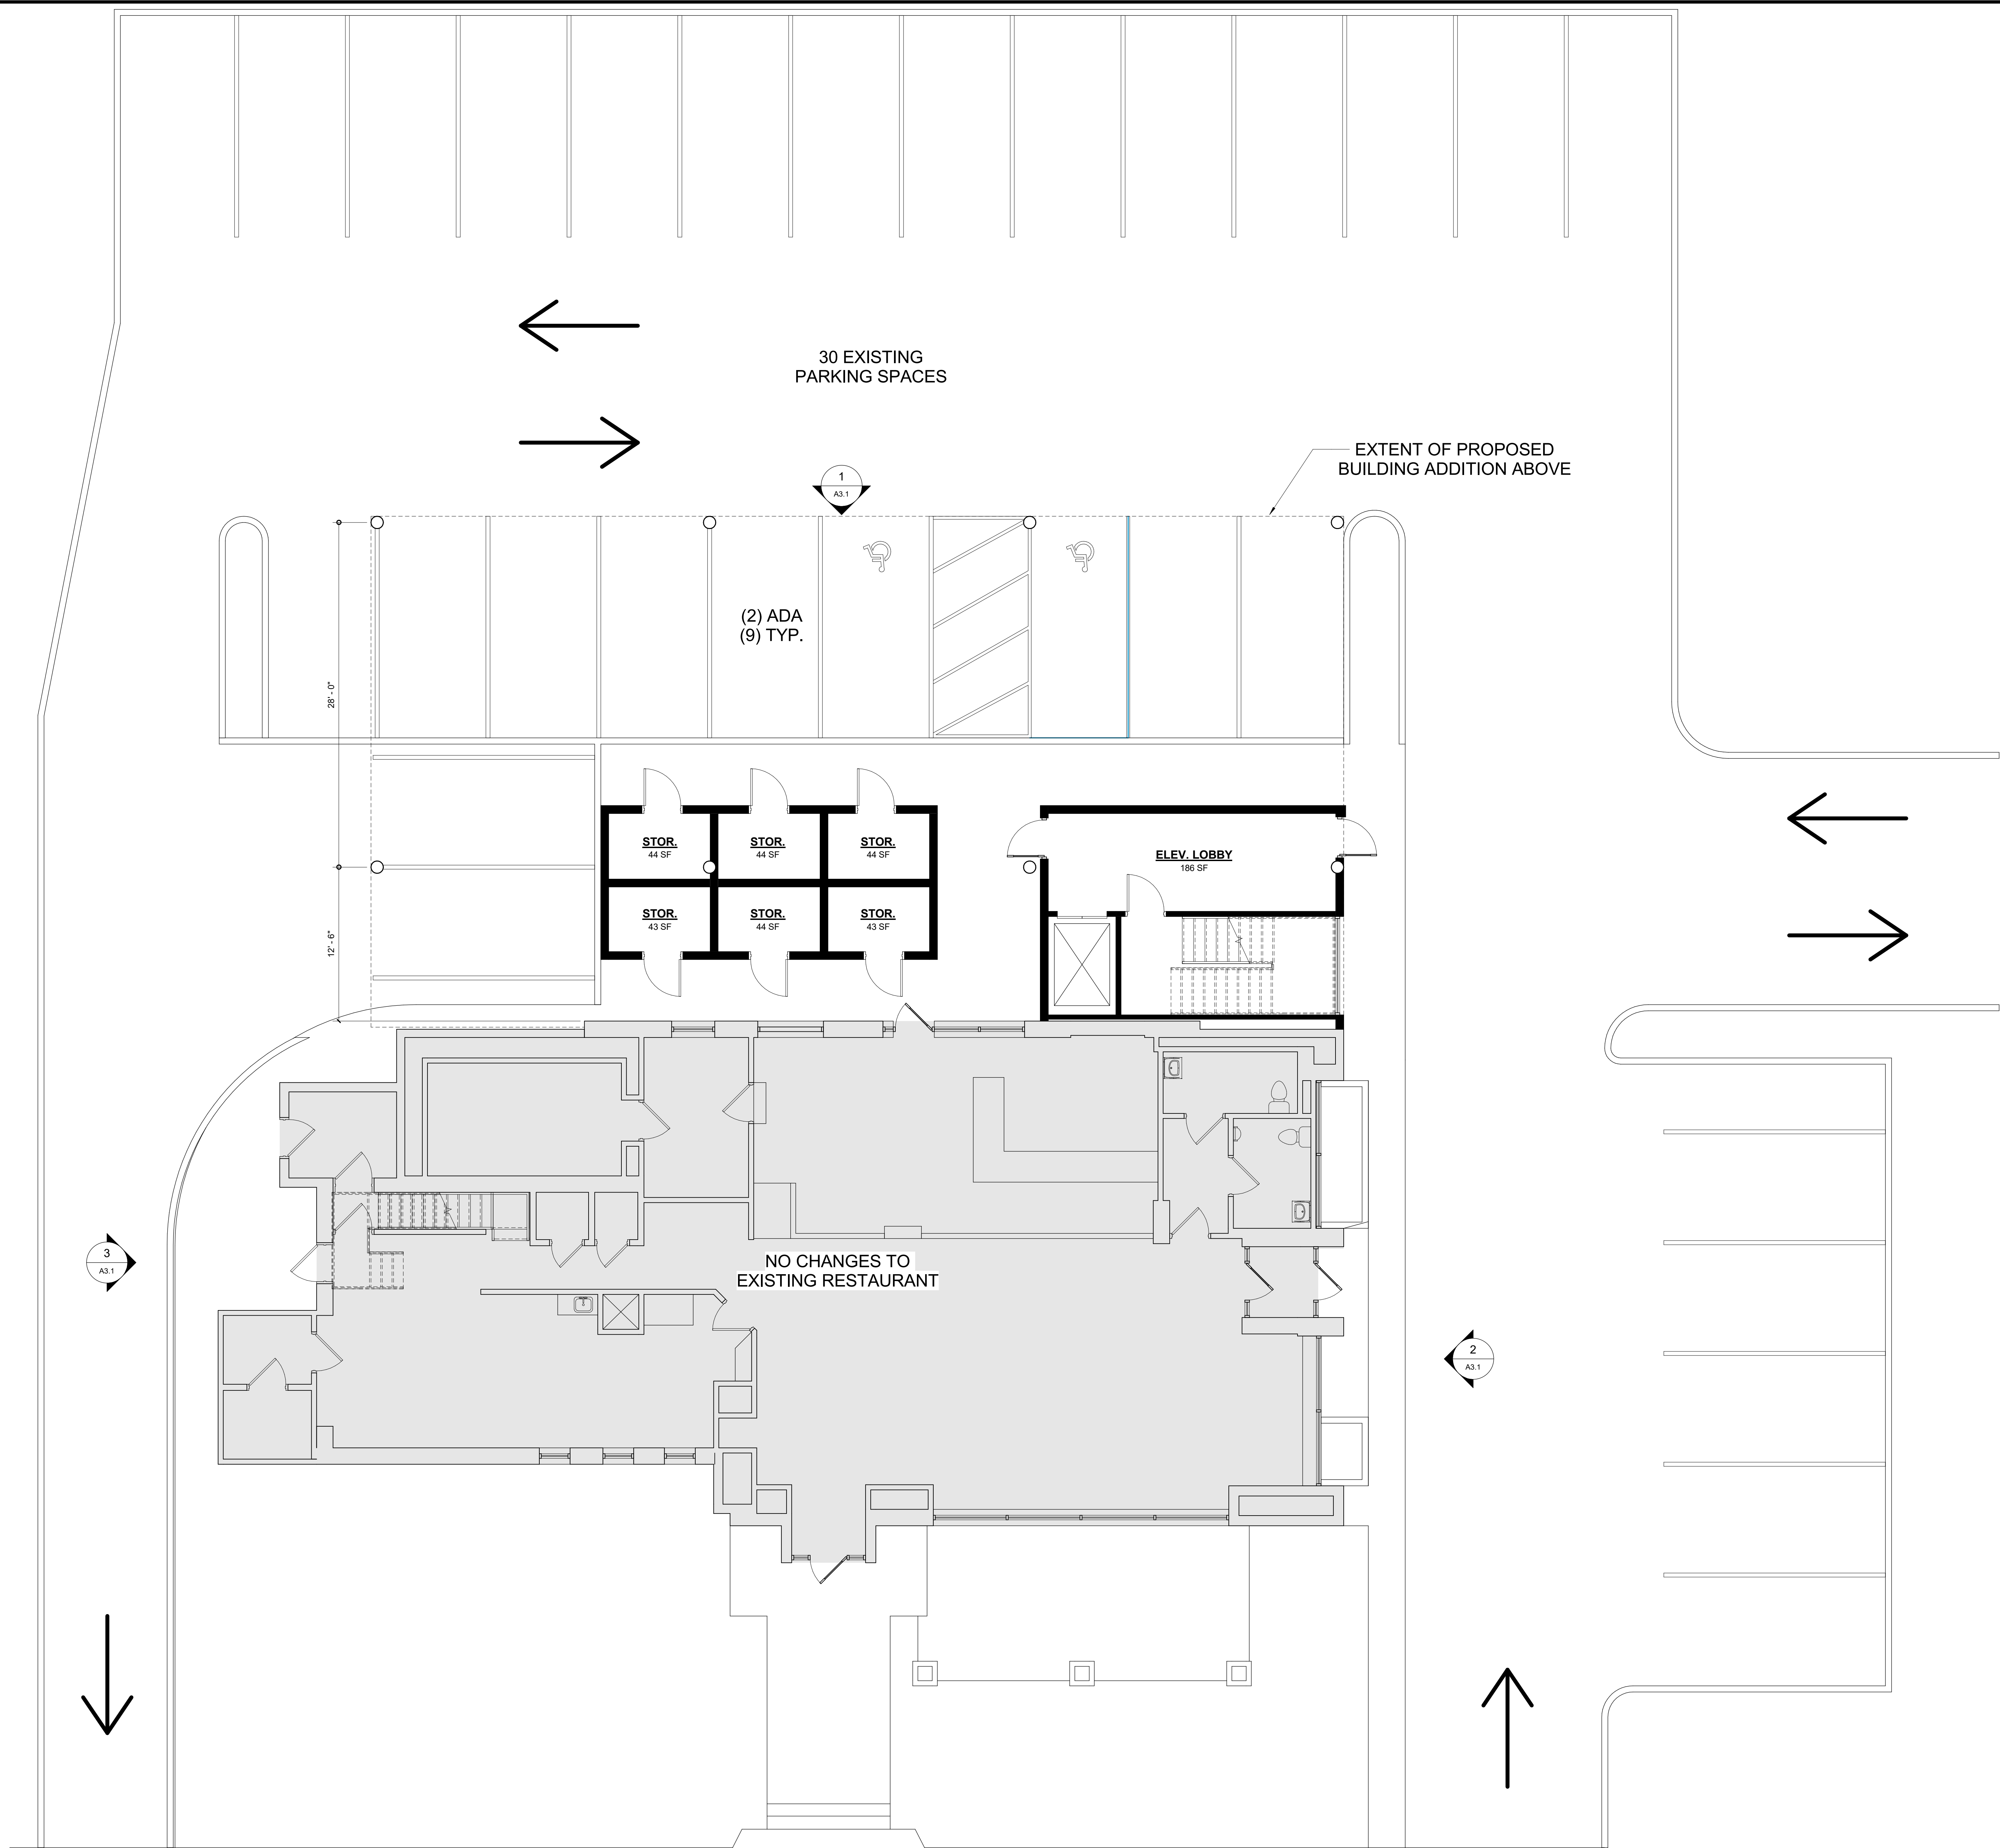 30 EXISTING
PARKING SPACES
EXTENT OF PROPOSED
BUILDING ADDITION ABOVE
1
A3.1
(2) ADA
(9) TYP.
28' - 0"
12' - 6"
STOR.
44 SF
STOR.
44 SF
STOR.
44 SF
ELEV. LOBBY
186 SF
STOR.
43 SF
STOR.
44 SF
STOR.
43 SF
3
A3.1
NO CHANGES TO
EXISTING RESTAURANT
2
A3.1